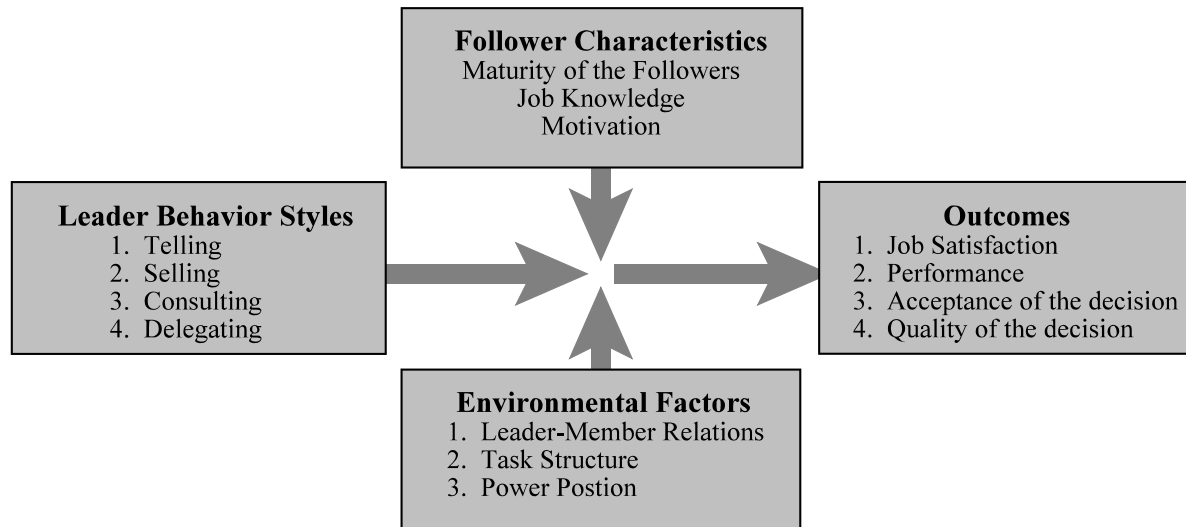 Follower Characteristics
Maturity of the Followers
Job Knowledge
Motivation
Leader Behavior Styles
1. Telling
2. Selling
3. Consulting
4. Delegating
Outcomes
1. Job Satisfaction
2. Performance
3. Acceptance of the decision
4. Quality of the decision
Environmental Factors
1. Leader-Member Relations
2. Task Structure
3. Power Postion